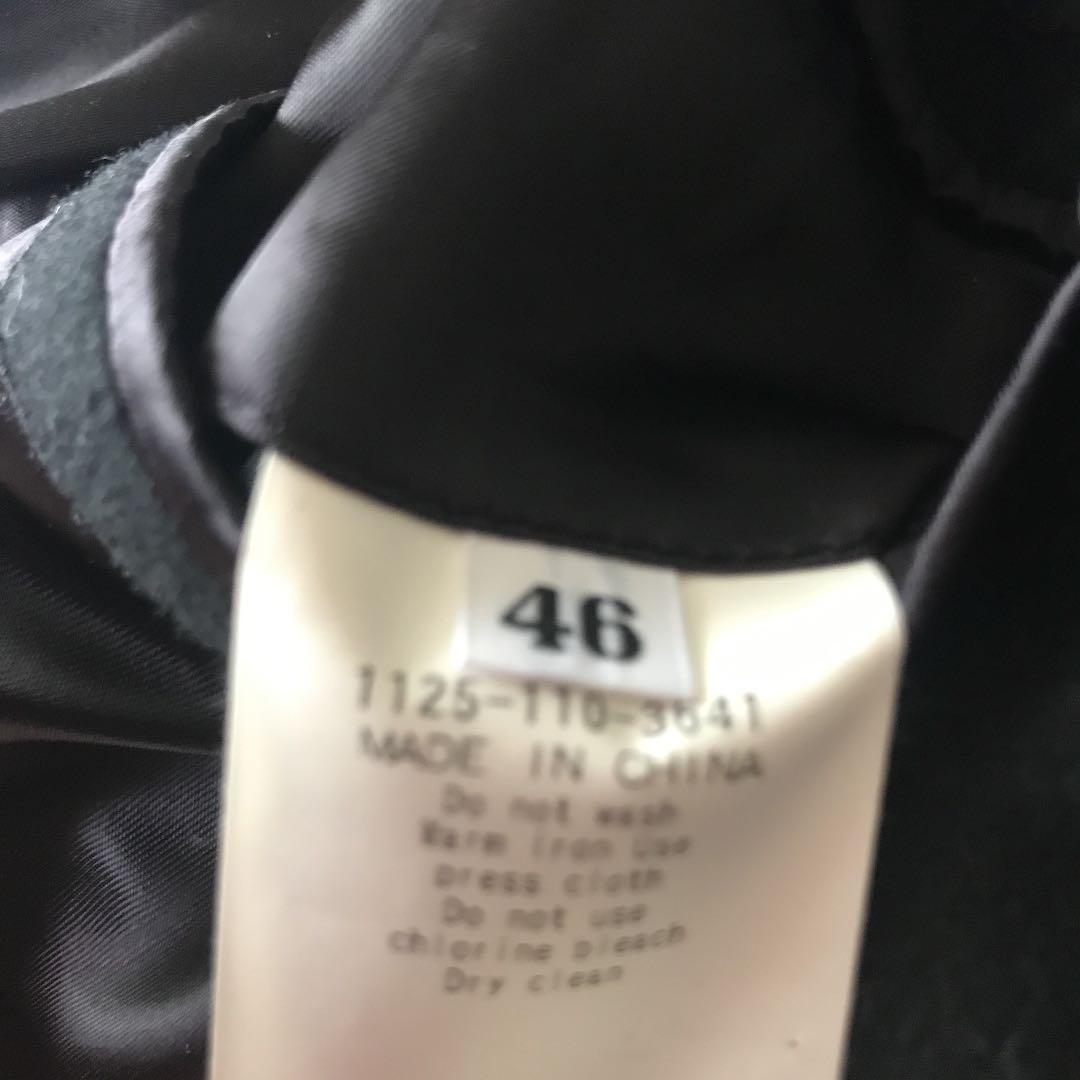 46
1125-110-3641
MADE IN CHINA
Do not wash
Warm iron Use
press cloth
Do not use
chlorine bleach
Dry clean